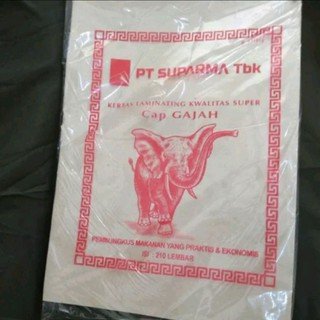 PT SUPARMA Tbk
KERTAS LAMINATING KWALITAS SUPER
Cap GAJAH
PEMBUNGKUS MAKANAN YANG PRAKTIS & EKONOMIS
ISI 210 LEMBAR